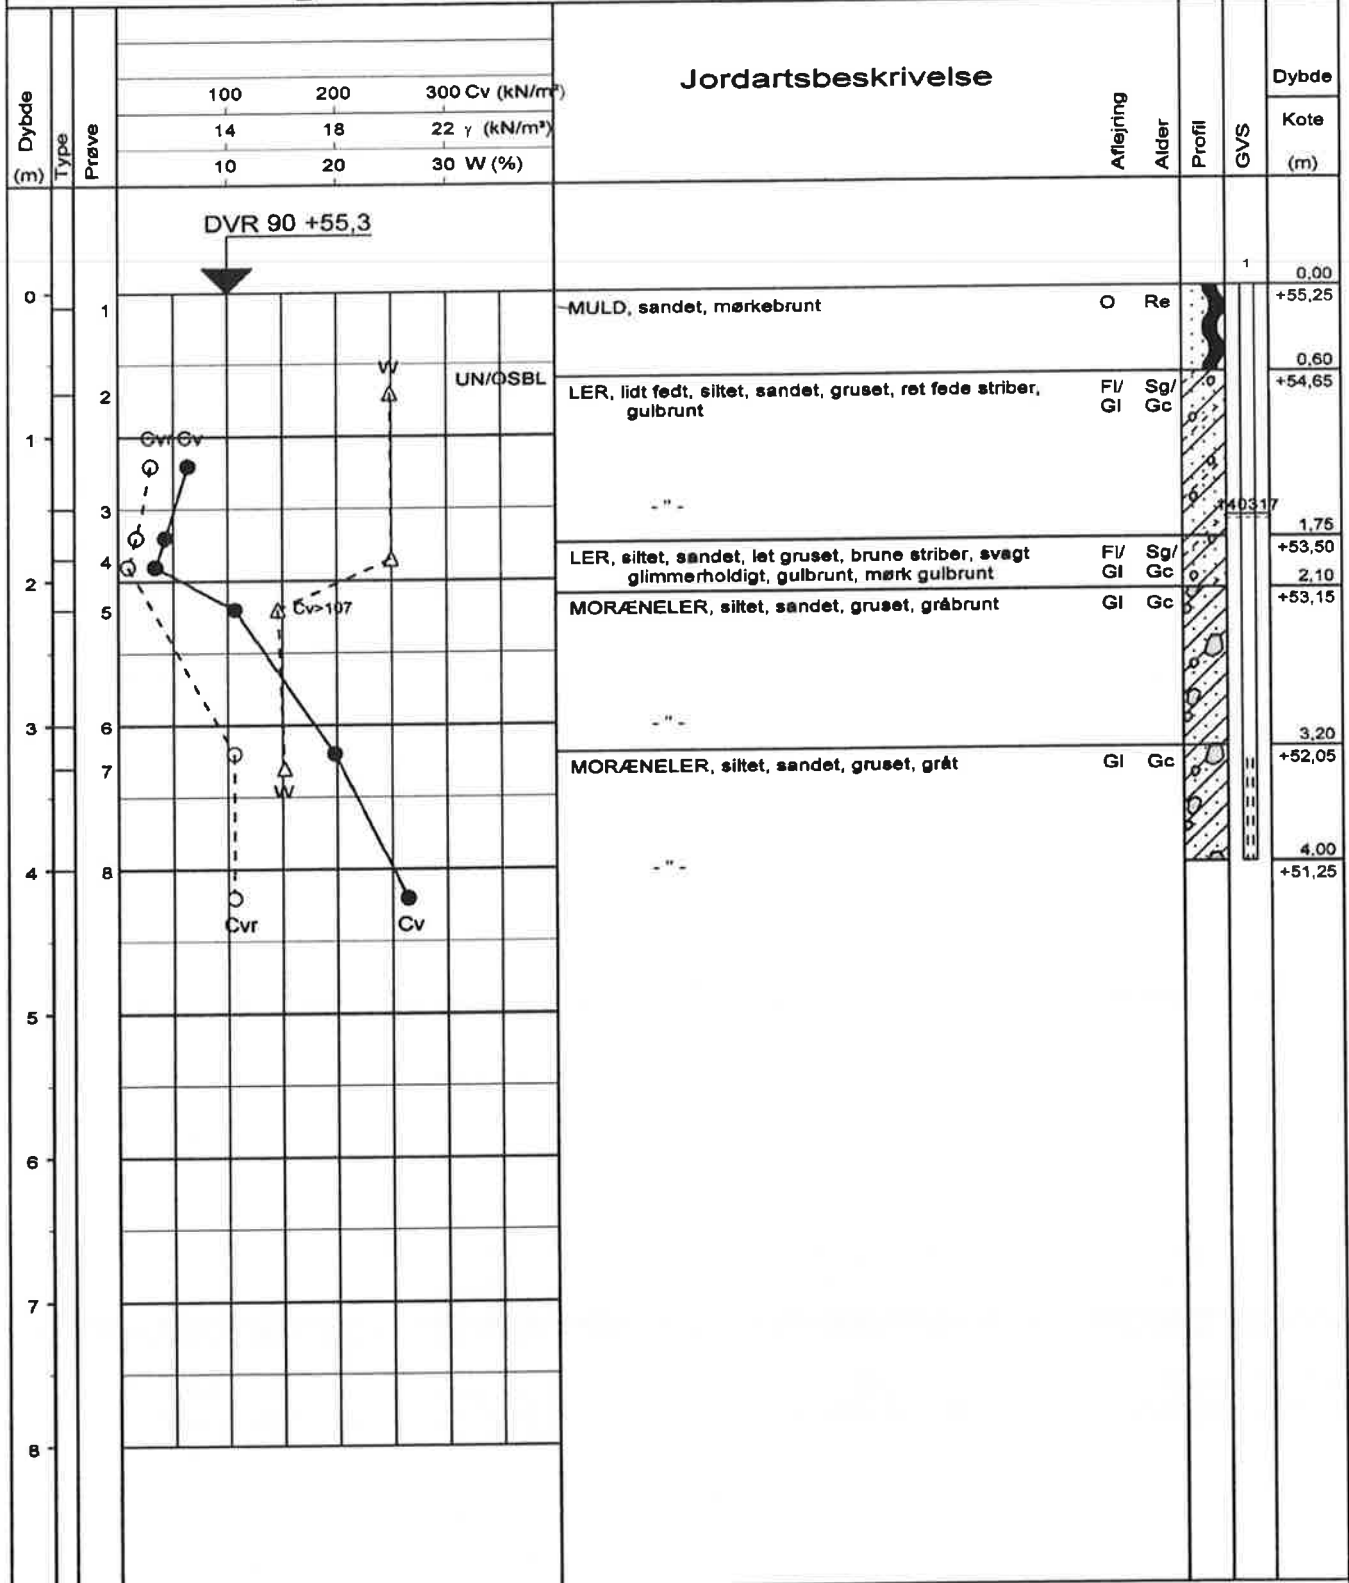 Dybde
(m)
Type
Prøve
100 200 300 Cv (kN/m²)
14 18 22 γ (kN/m³)
10 20 30 W (%)
Jordartsbeskrivelse
Aflejring
Alder
Profil
GVS
Dybde
Kote
(m)
DVR 90 +55,3
1
0,00
0
1
MULD, sandet, mørkebrunt O Re
+55,25
0,60
W
UN/OSBL
2
LER, lidt fedt, siltet, sandet, gruset, ret fede striber, Fl/ Sg/
gulbrunt Gl Gc
+54,65
1
Cvr Cv
3
- " -
140317
1,75
4
LER, siltet, sandet, let gruset, brune striber, svagt Fl/ Sg/
glimmerholdigt, gulbrunt, mørk gulbrunt Gl Gc
+53,50
2,10
2
5
Cv>107
MORÆNELER, siltet, sandet, gruset, gråbrunt Gl Gc
+53,15
3
6
- " -
3,20
7
W
MORÆNELER, siltet, sandet, gruset, gråt Gl Gc
+52,05
4,00
4
8
- " -
+51,25
Cvr Cv
5
6
7
8